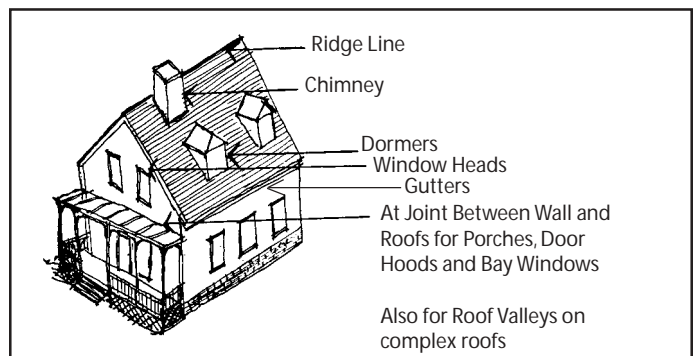 Ridge Line
Chimney
Dormers
Window Heads
Gutters
At Joint Between Wall and
Roofs for Porches, Door
Hoods and Bay Windows
Also for Roof Valleys on
complex roofs